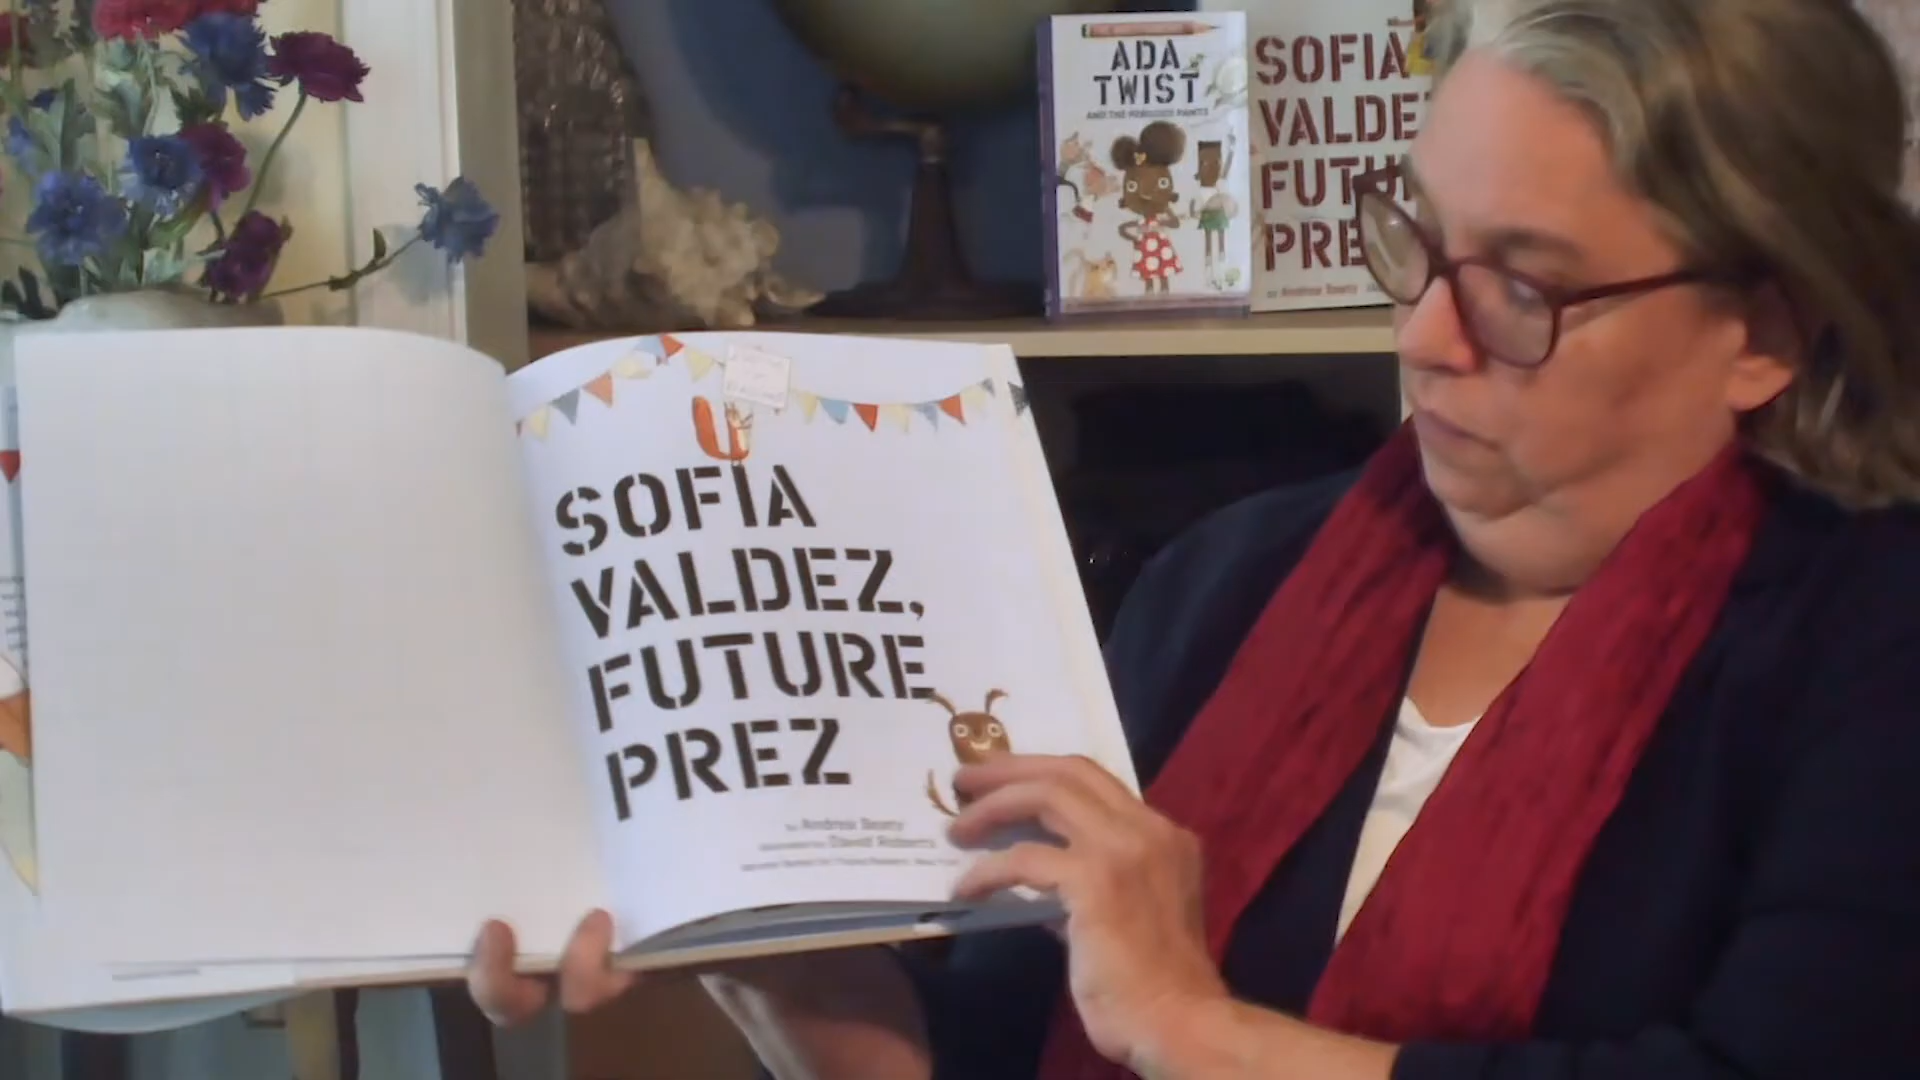 ADA
TWIST
AND THE PERILOUS PANTS
SOFIA
VALDEZ
FUTU
PRE
by Andrea Beaty
SOFIA
VALDEZ,
FUTURE
PREZ
by Andrea Beaty
illustrated by David Roberts